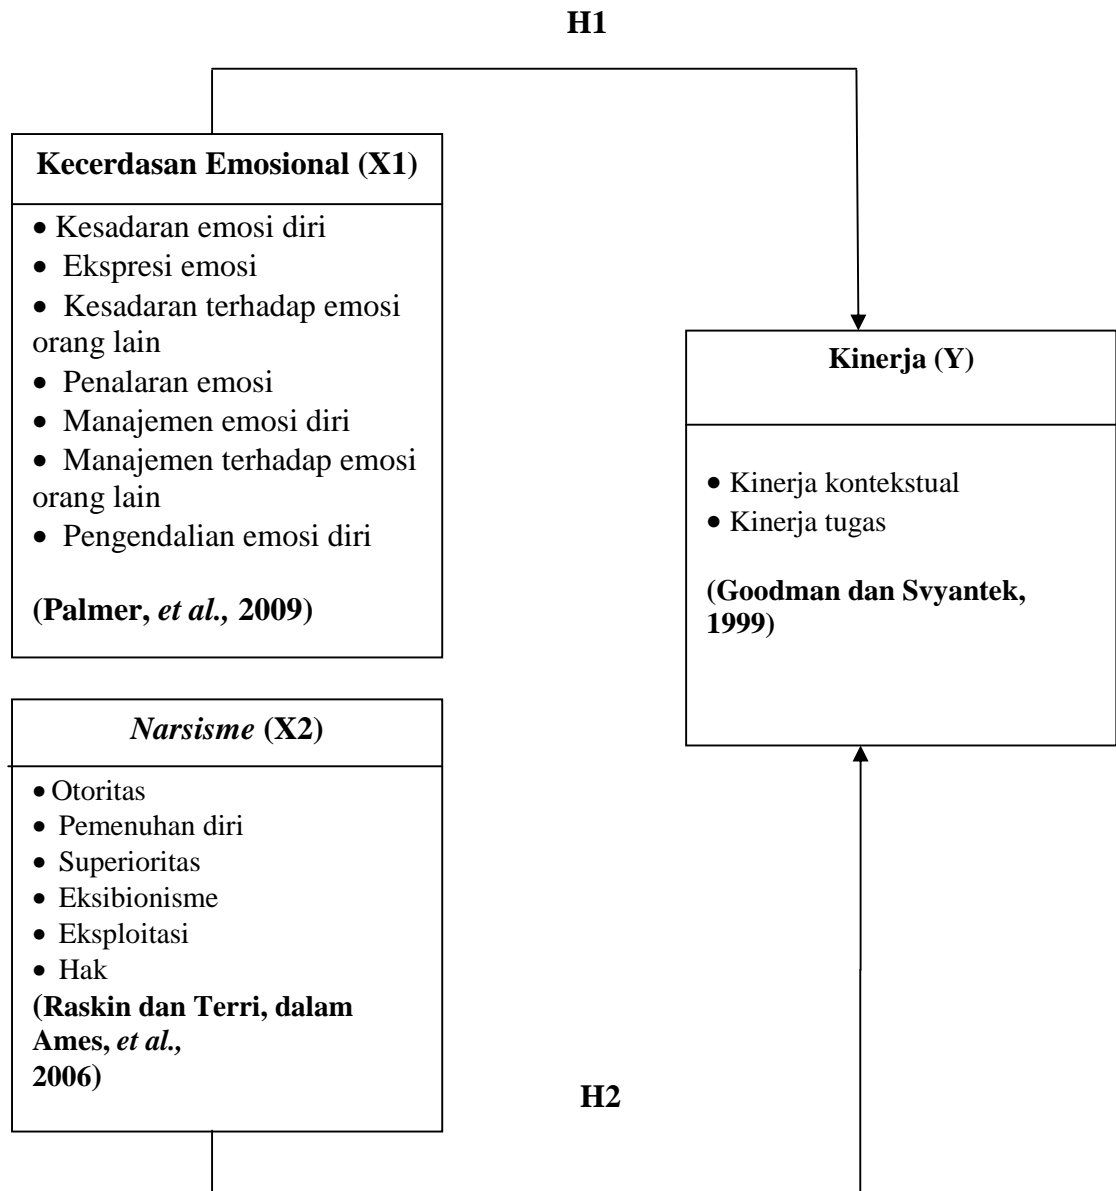 H1
Kecerdasan Emosional (X1)
• Kesadaran emosi diri
• Ekspresi emosi
• Kesadaran terhadap emosi
orang lain
• Penalaran emosi
• Manajemen emosi diri
• Manajemen terhadap emosi
orang lain
• Pengendalian emosi diri
(Palmer, et al., 2009)
Kinerja (Y)
• Kinerja kontekstual
• Kinerja tugas
(Goodman dan Svyantek,
1999)
Narsisme (X2)
• Otoritas
• Pemenuhan diri
• Superioritas
• Eksibionisme
• Eksploitasi
• Hak
(Raskin dan Terri, dalam
Ames, et al.,
2006)
H2